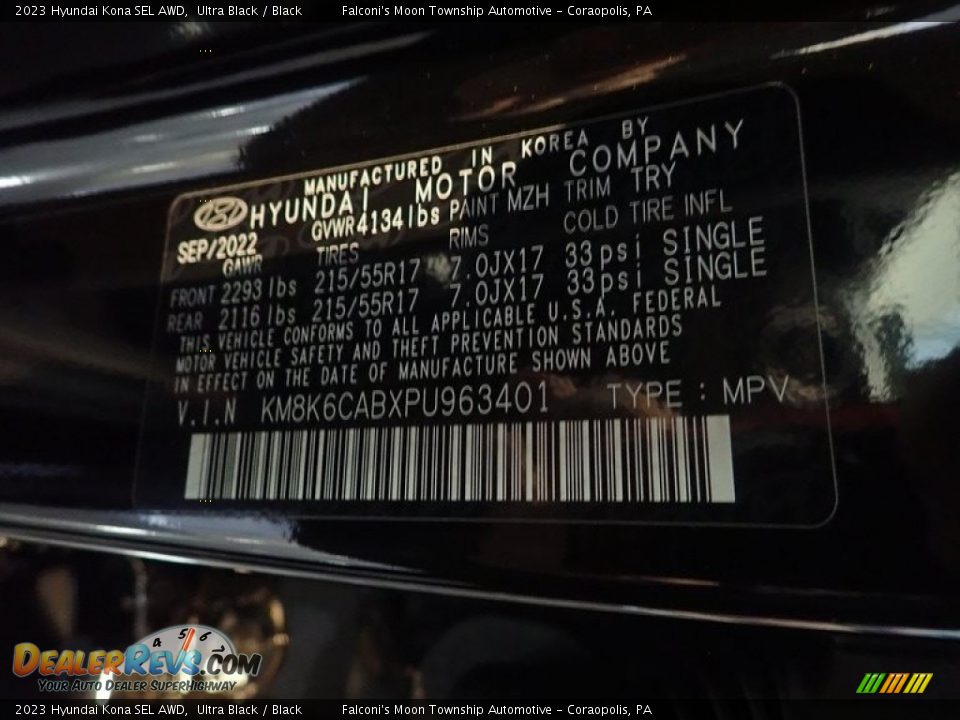 2023 Hyundai Kona SEL AWD, Ultra Black / Black Falconi's Moon Township Automotive - Coraopolis, PA
MANUFACTURED IN KOREA BY
HYUNDAI MOTOR COMPANY
SEP/2022 GVWR 4134lbs PAINT MZH TRIM TRY
GAWR TIRES RIMS COLD TIRE INFL
FRONT 2293 lbs 215/55R17 7.0JX17 33psi SINGLE
REAR 2116 lbs 215/55R17 7.0JX17 33psi SINGLE
THIS VEHICLE CONFORMS TO ALL APPLICABLE U.S.A. FEDERAL
MOTOR VEHICLE SAFETY AND THEFT PREVENTION STANDARDS
IN EFFECT ON THE DATE OF MANUFACTURE SHOWN ABOVE
V.I.N KM8K6CABXPU963401 TYPE : MPV
4 5 6
DEALERREVS.COM
YOUR AUTO DEALER SUPERHIGHWAY
2023 Hyundai Kona SEL AWD, Ultra Black / Black Falconi's Moon Township Automotive - Coraopolis, PA